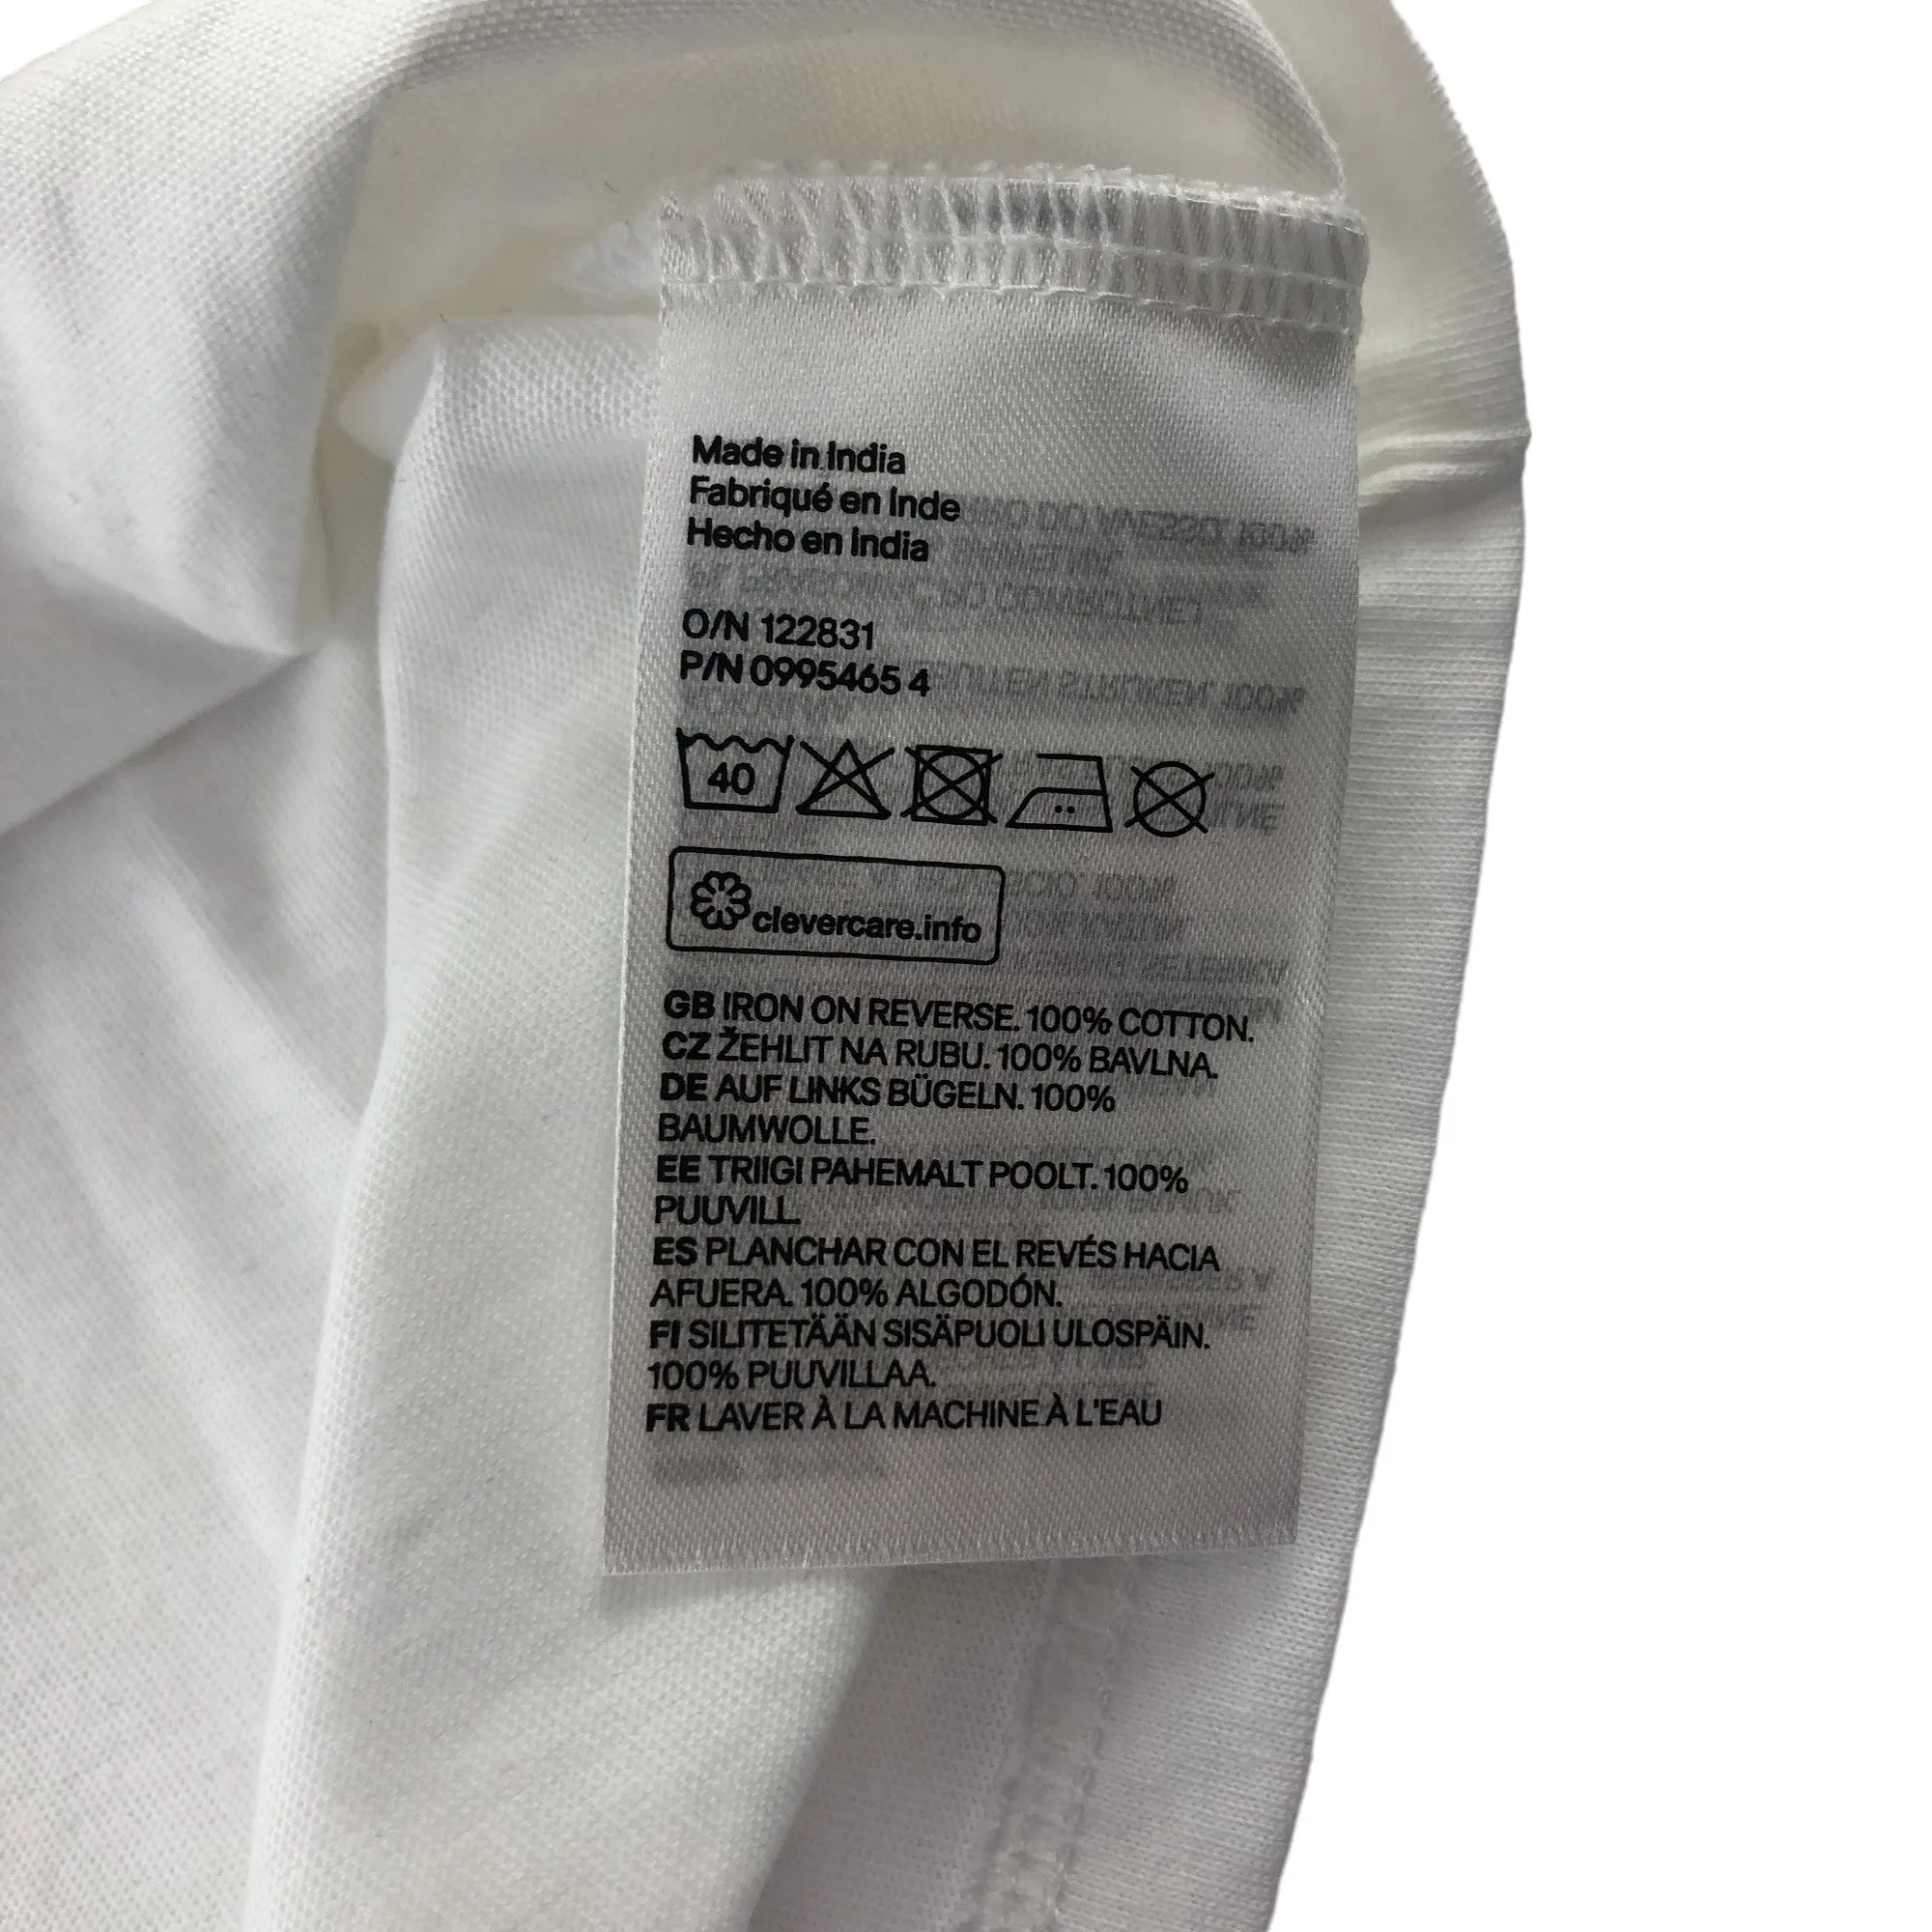 Made in India
Fabriqué en Inde
Hecho en India
O/N 122831
P/N 0995465 4
40
clevercare.info
GB IRON ON REVERSE. 100% COTTON.
CZ ŽEHLIT NA RUBU. 100% BAVLNA.
DE AUF LINKS BÜGELN. 100%
BAUMWOLLE.
EE TRIIGI PAHEMALT POOLT. 100%
PUUVILL.
ES PLANCHAR CON EL REVÉS HACIA
AFUERA. 100% ALGODÓN.
FI SILITETÄÄN SISÄPUOLI ULOSPÄIN.
100% PUUVILLAA.
FR LAVER À LA MACHINE À L'EAU